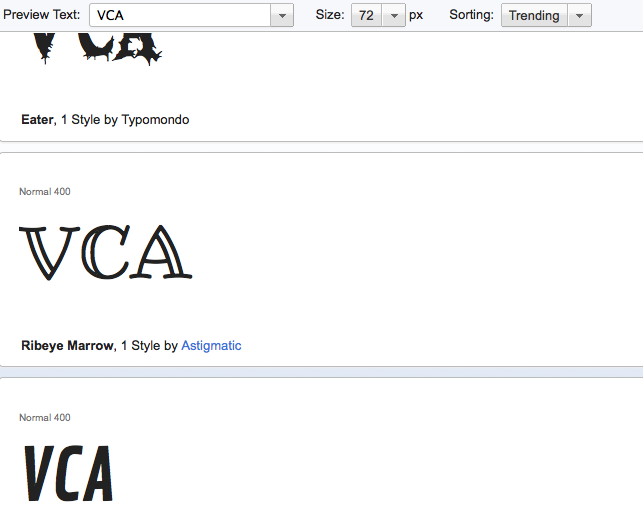 Preview Text: VCA Size: 72 px Sorting: Trending
VCA
Eater, 1 Style by Typomondo
Normal 400
VCA
Ribeye Marrow, 1 Style by Astigmatic
Normal 400
VCA